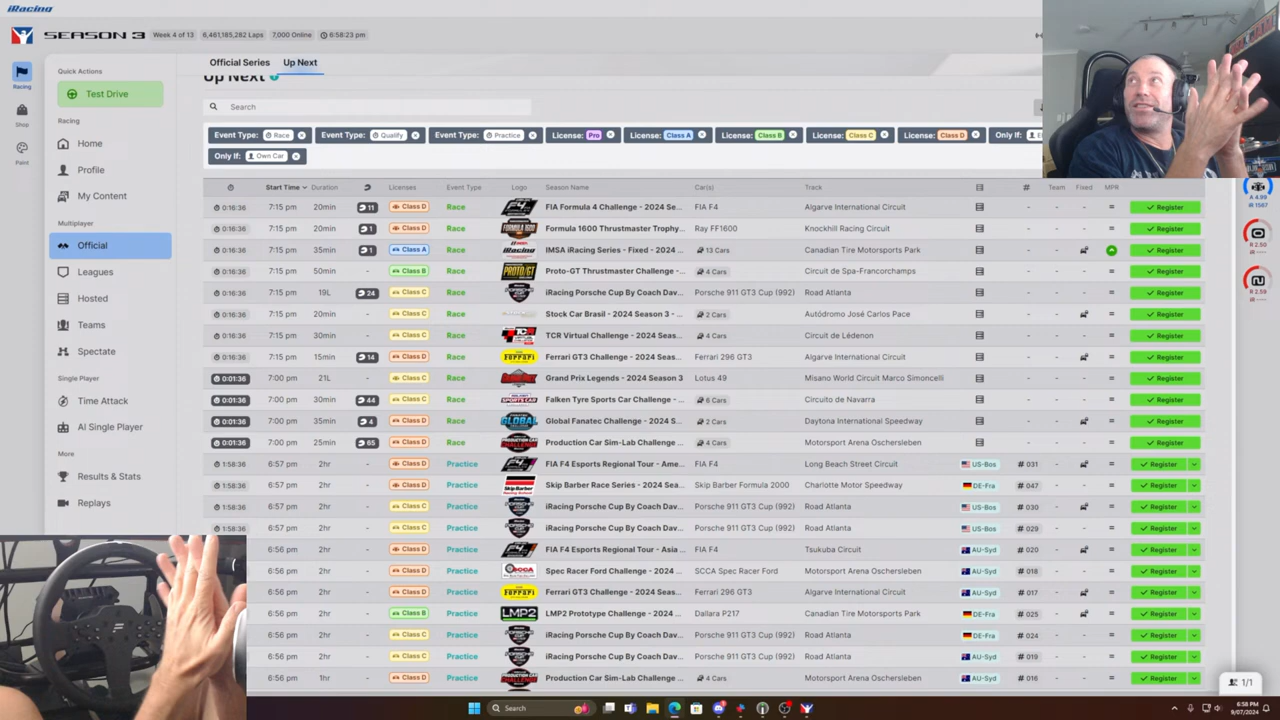 iRacing
SEASON 3 Week 4 of 13 6,461,185,282 Laps 7,000 Online 6:58:23 pm
Racing
Shop
Paint
Quick Actions
Test Drive
Racing
Home
Profile
My Content
Multiplayer
Official
Leagues
Hosted
Teams
Spectate
Single Player
Time Attack
AI Single Player
More
Results & Stats
Replays
Official Series Up Next
Up Next
Search
Event Type: Race Event Type: Qualify Event Type: Practice License: Pro License: Class A License: Class B License: Class C License: Class D Only If:
Only If: Own Car
Start Time Duration Licenses Event Type Logo Season Name Car(s) Track # Team Fixed MPR
0:16:36 7:15 pm 20min 11 Class D Race FIA Formula 4 Challenge - 2024 Se... FIA F4 Algarve International Circuit - - = Register
0:16:36 7:15 pm 20min 1 Class D Race Formula 1600 Thrustmaster Trophy... Ray FF1600 Knockhill Racing Circuit - - = Register
0:16:36 7:15 pm 35min 1 Class A Race IMSA iRacing Series - Fixed - 2024... 13 Cars Canadian Tire Motorsports Park - Register
0:16:36 7:15 pm 50min - Class B Race Proto-GT Thrustmaster Challenge -... 4 Cars Circuit de Spa-Francorchamps - - = Register
0:16:36 7:15 pm 19L 24 Class C Race iRacing Porsche Cup By Coach Dav... Porsche 911 GT3 Cup (992) Road Atlanta - - = Register
0:16:36 7:15 pm 35min - Class C Race Stock Car Brasil - 2024 Season 3 -... 2 Cars Autódromo José Carlos Pace - = Register
0:16:36 7:15 pm 30min - Class C Race TCR Virtual Challenge - 2024 Seas... 4 Cars Circuit de Lédenon - - = Register
0:16:36 7:15 pm 15min 14 Class D Race Ferrari GT3 Challenge - 2024 Seas... Ferrari 296 GT3 Algarve International Circuit - = Register
0:01:36 7:00 pm 21L - Class C Race Grand Prix Legends - 2024 Season 3 Lotus 49 Misano World Circuit Marco Simoncelli - - = Register
0:01:36 7:00 pm 30min 44 Class C Race Falken Tyre Sports Car Challenge -... 6 Cars Circuito de Navarra - - = Register
0:01:36 7:00 pm 35min 4 Class D Race Global Fanatec Challenge - 2024 S... 2 Cars Daytona International Speedway - = Register
0:01:36 7:00 pm 25min 65 Class D Race Production Car Sim-Lab Challenge... 4 Cars Motorsport Arena Oschersleben - - = Register
1:58:36 6:57 pm 2hr - Class D Practice FIA F4 Esports Regional Tour - Ame... FIA F4 Long Beach Street Circuit US-Bos # 031 - = Register
1:58:36 6:57 pm 2hr - Class D Practice Skip Barber Race Series - 2024 Sea... Skip Barber Formula 2000 Charlotte Motor Speedway DE-Fra # 047 - - = Register
1:58:36 6:57 pm 2hr - Class C Practice iRacing Porsche Cup By Coach Dav... Porsche 911 GT3 Cup (992) Road Atlanta US-Bos # 030 - - = Register
1:58:36 6:57 pm 2hr - Class C Practice iRacing Porsche Cup By Coach Dav... Porsche 911 GT3 Cup (992) Road Atlanta US-Bos # 029 - - = Register
6:56 pm 2hr - Class D Practice FIA F4 Esports Regional Tour - Asia ... FIA F4 Tsukuba Circuit AU-Syd # 020 - = Register
6:56 pm 2hr - Class D Practice Spec Racer Ford Challenge - 2024... SCCA Spec Racer Ford Motorsport Arena Oschersleben AU-Syd # 018 - - = Register
6:56 pm 2hr - Class D Practice Ferrari GT3 Challenge - 2024 Seas... Ferrari 296 GT3 Algarve International Circuit AU-Syd # 017 - = Register
6:56 pm 2hr - Class B Practice LMP2 Prototype Challenge - 2024... Dallara P217 Canadian Tire Motorsports Park DE-Fra # 025 - = Register
6:56 pm 2hr - Class C Practice iRacing Porsche Cup By Coach Dav... Porsche 911 GT3 Cup (992) Road Atlanta DE-Fra # 024 - - = Register
6:56 pm 2hr - Class C Practice iRacing Porsche Cup By Coach Dav... Porsche 911 GT3 Cup (992) Road Atlanta AU-Syd # 019 - - = Register
6:56 pm 2hr - Class D Practice Production Car Sim-Lab Challenge... 4 Cars Motorsport Arena Oschersleben AU-Syd # 016 - - = Register
A 4.99
iR 1567
R 2.50
R 2.59
1/1
Search
6:58 PM
9/07/2024